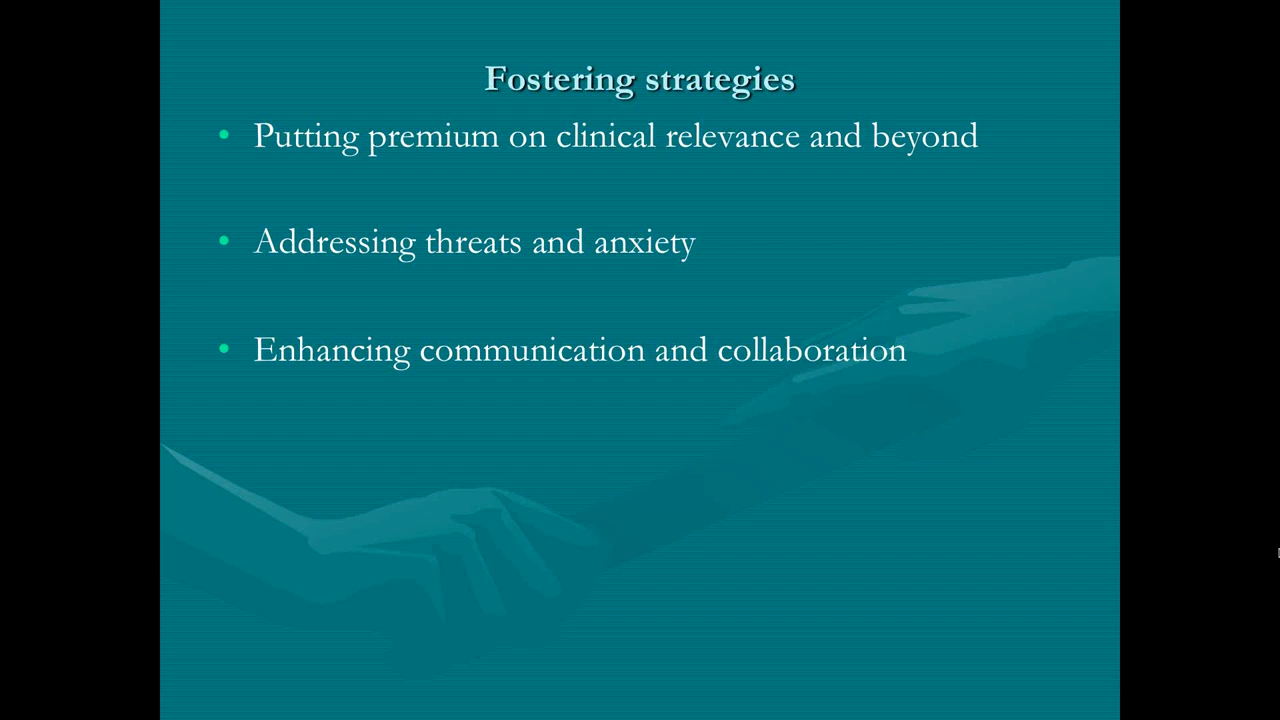 Fostering strategies
• Putting premium on clinical relevance and beyond
• Addressing threats and anxiety
• Enhancing communication and collaboration